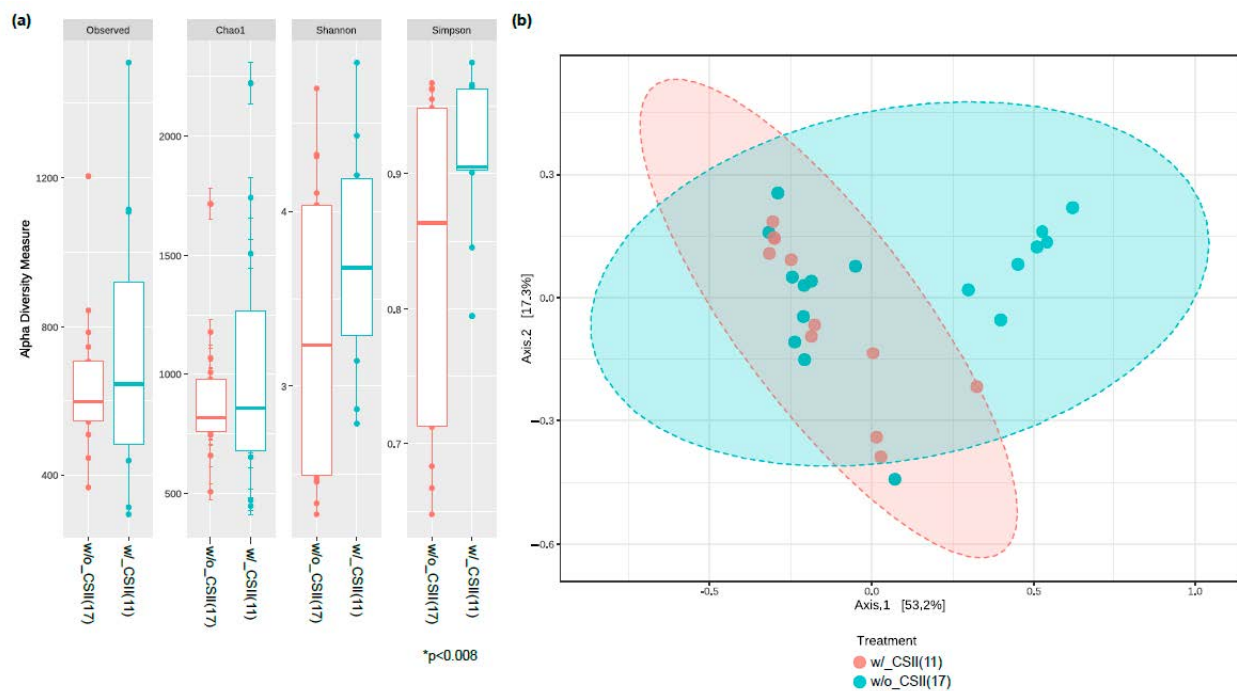 (a)
Observed
Chao1
Shannon
Simpson
Alpha Diversity Measure
1200
800
400
2000
1500
1000
500
4
3
0.9
0.8
0.7
w/o_CSII(17)
w/_CSII(11)
w/o_CSII(17)
w/_CSII(11)
w/o_CSII(17)
w/_CSII(11)
w/o_CSII(17)
w/_CSII(11)
*p<0.008
(b)
Axis.2 [17.3%]
0.3
0.0
−0.3
−0.6
-0.5
0.0
0.5
1.0
Axis,1 [53,2%]
Treatment
w/_CSII(11)
w/o_CSII(17)